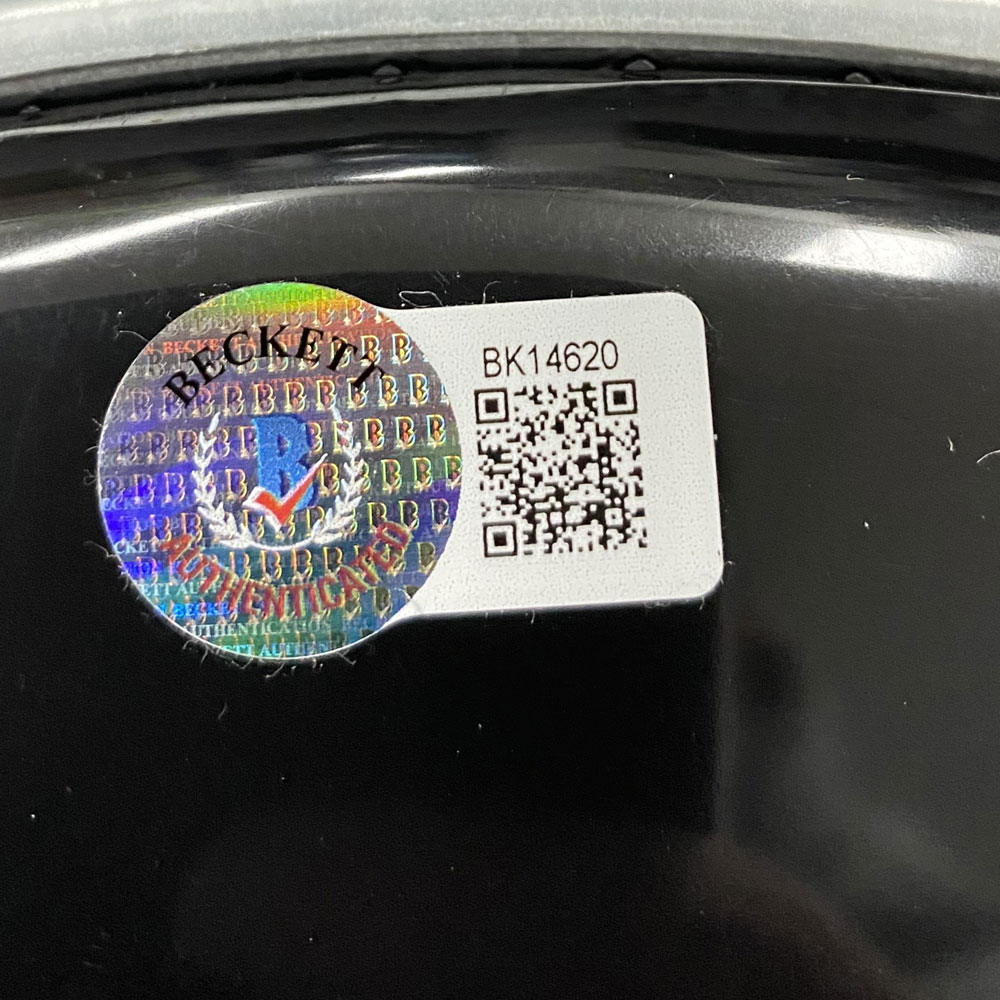 BECKETT
B
AUTHENTICATED
BK14620